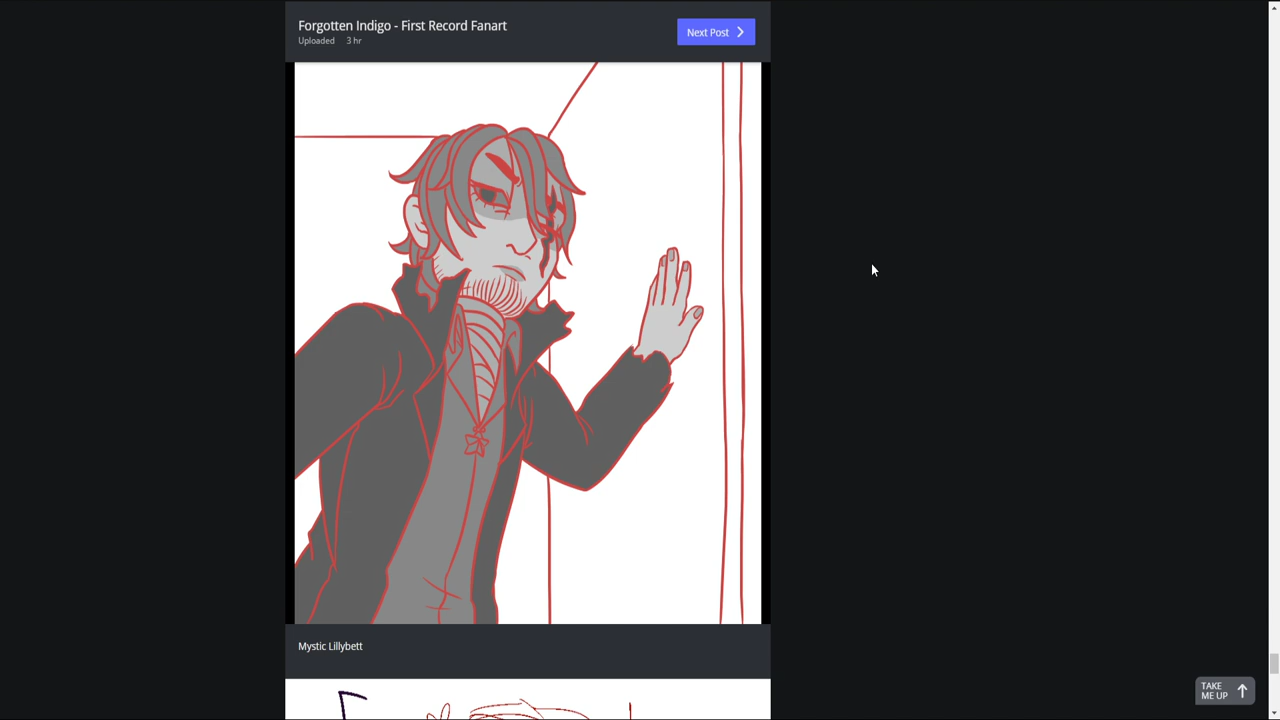 Forgotten Indigo - First Record Fanart
Uploaded 3 hr
Next Post
Mystic Lillybett
TAKE
ME UP